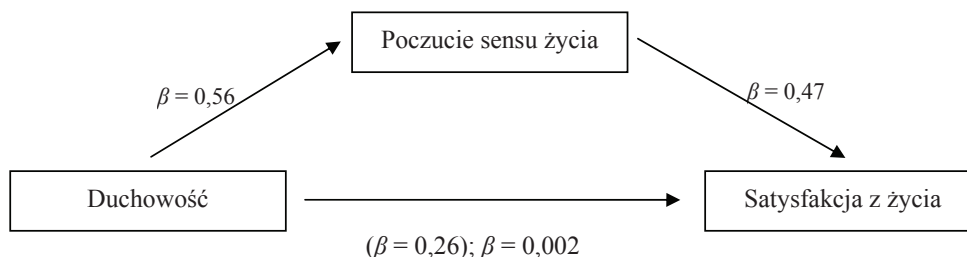 Poczucie sensu życia
β = 0,56
β = 0,47
Duchowość
Satysfakcja z życia
(β = 0,26); β = 0,002